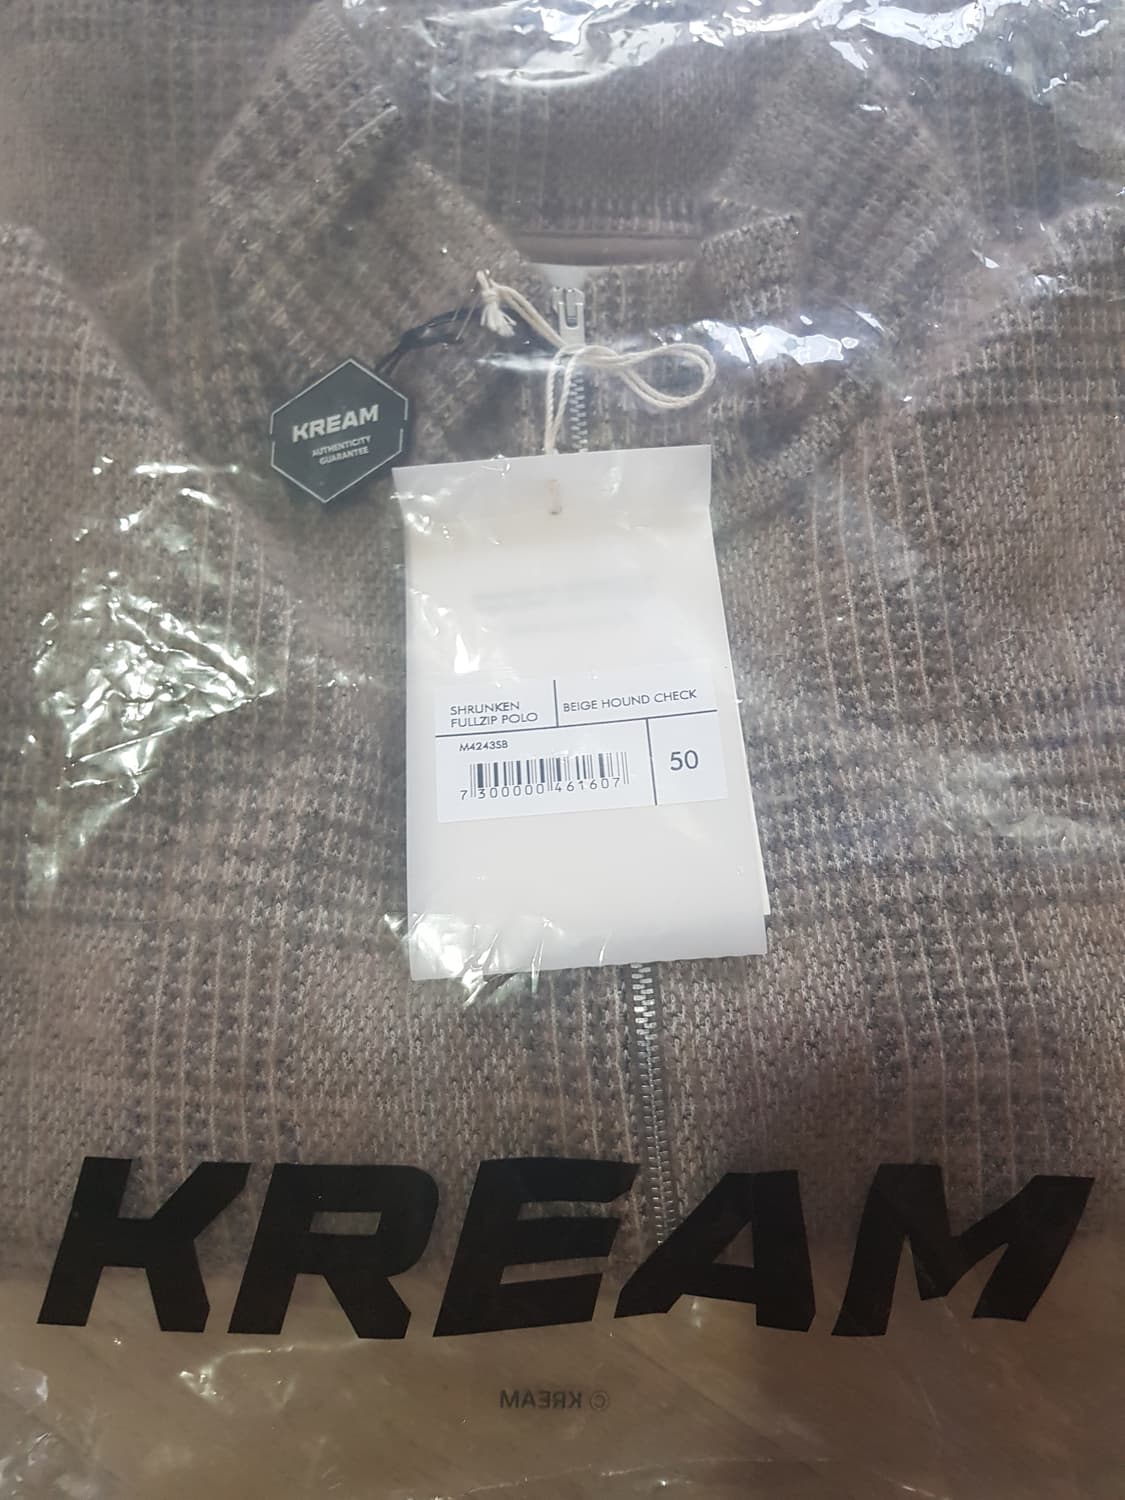 KREAM
AUTHENTICITY
GUARANTEE
SHRUNKEN
FULLZIP POLO
BEIGE HOUND CHECK
M4243SB
7 300000 461607
50
KREAM
© KREAM